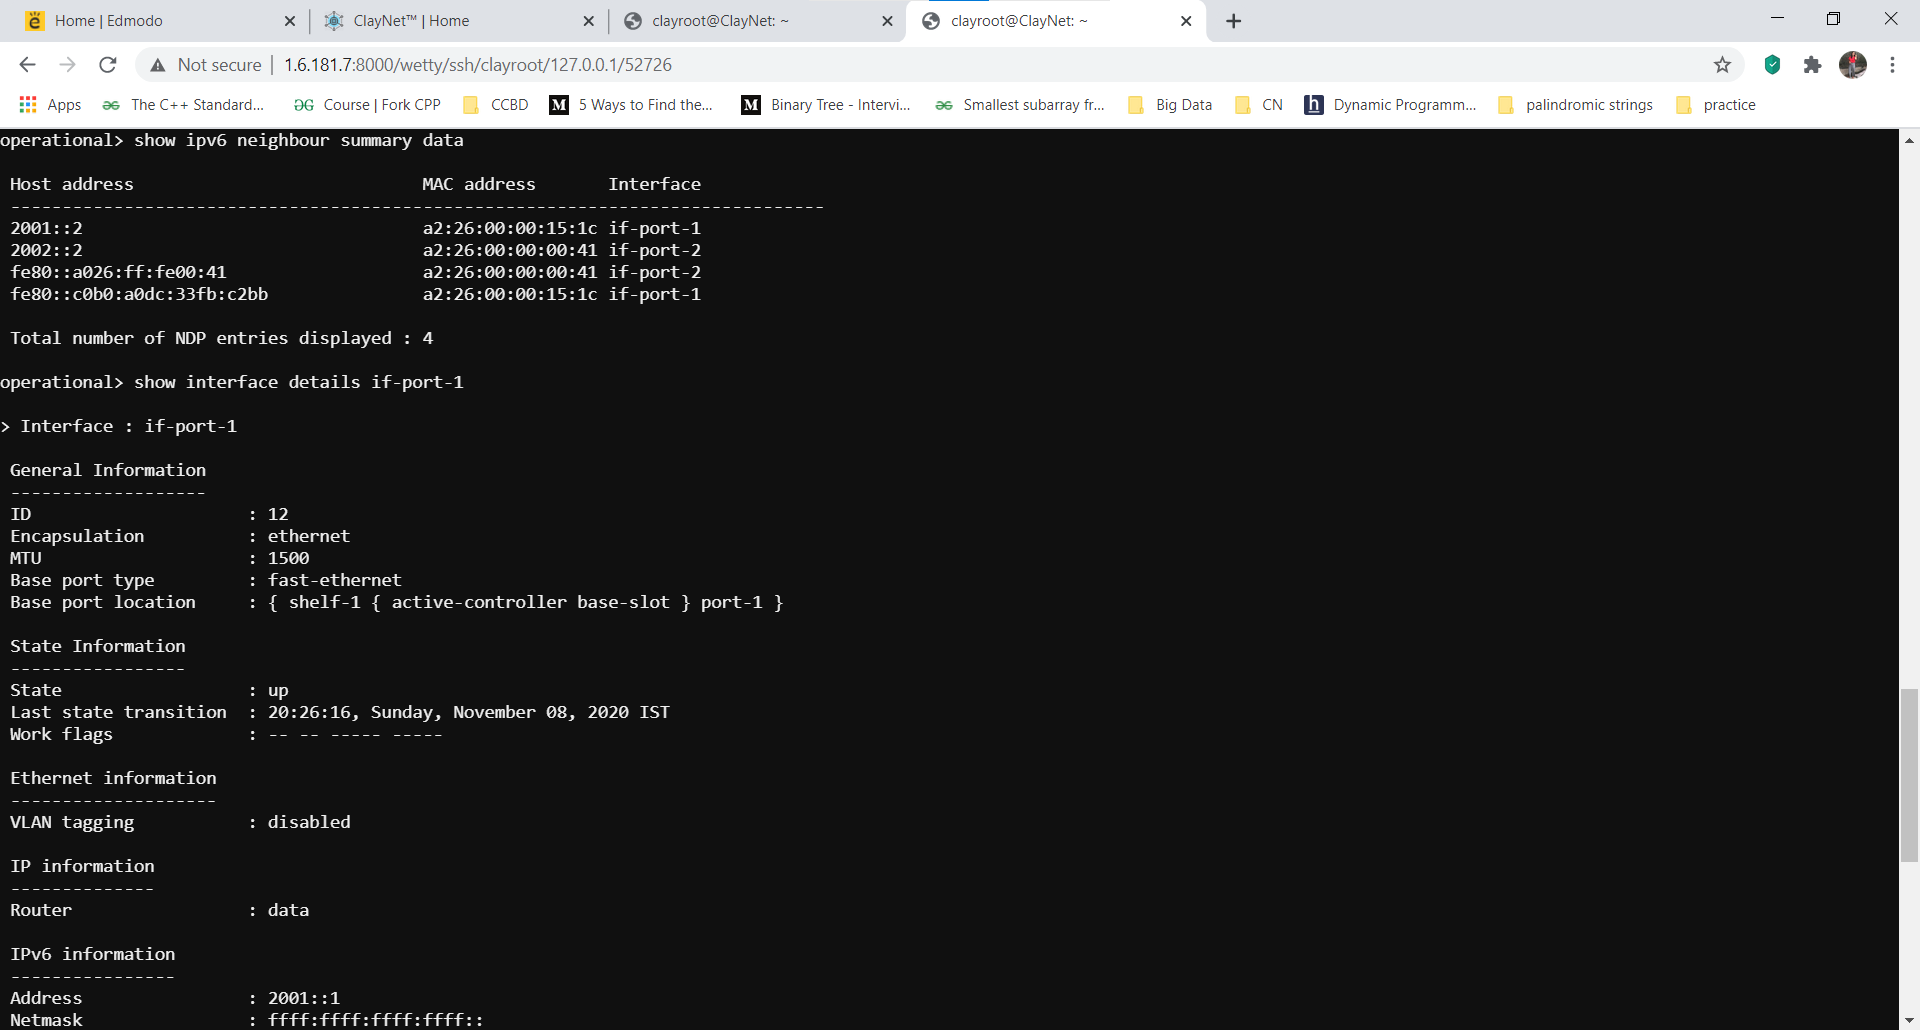 Home | Edmodo
ClayNet™ | Home
clayroot@ClayNet: ~
clayroot@ClayNet: ~
Not secure | 1.6.181.7:8000/wetty/ssh/clayroot/127.0.0.1/52726
Apps
The C++ Standard...
Course | Fork CPP
CCBD
5 Ways to Find the...
Binary Tree - Intervi...
Smallest subarray fr...
Big Data
CN
Dynamic Programm...
palindromic strings
practice
operational> show ipv6 neighbour summary data
Host address MAC address Interface
-------------------------------------------------------------------------------
2001::2 a2:26:00:00:15:1c if-port-1
2002::2 a2:26:00:00:00:41 if-port-2
fe80::a026:ff:fe00:41 a2:26:00:00:00:41 if-port-2
fe80::c0b0:a0dc:33fb:c2bb a2:26:00:00:15:1c if-port-1
Total number of NDP entries displayed : 4
operational> show interface details if-port-1
> Interface : if-port-1
General Information
-------------------
ID : 12
Encapsulation : ethernet
MTU : 1500
Base port type : fast-ethernet
Base port location : { shelf-1 { active-controller base-slot } port-1 }
State Information
-----------------
State : up
Last state transition : 20:26:16, Sunday, November 08, 2020 IST
Work flags : -- -- ----- -----
Ethernet information
--------------------
VLAN tagging : disabled
IP information
--------------
Router : data
IPv6 information
----------------
Address : 2001::1
Netmask : ffff:ffff:ffff:ffff::